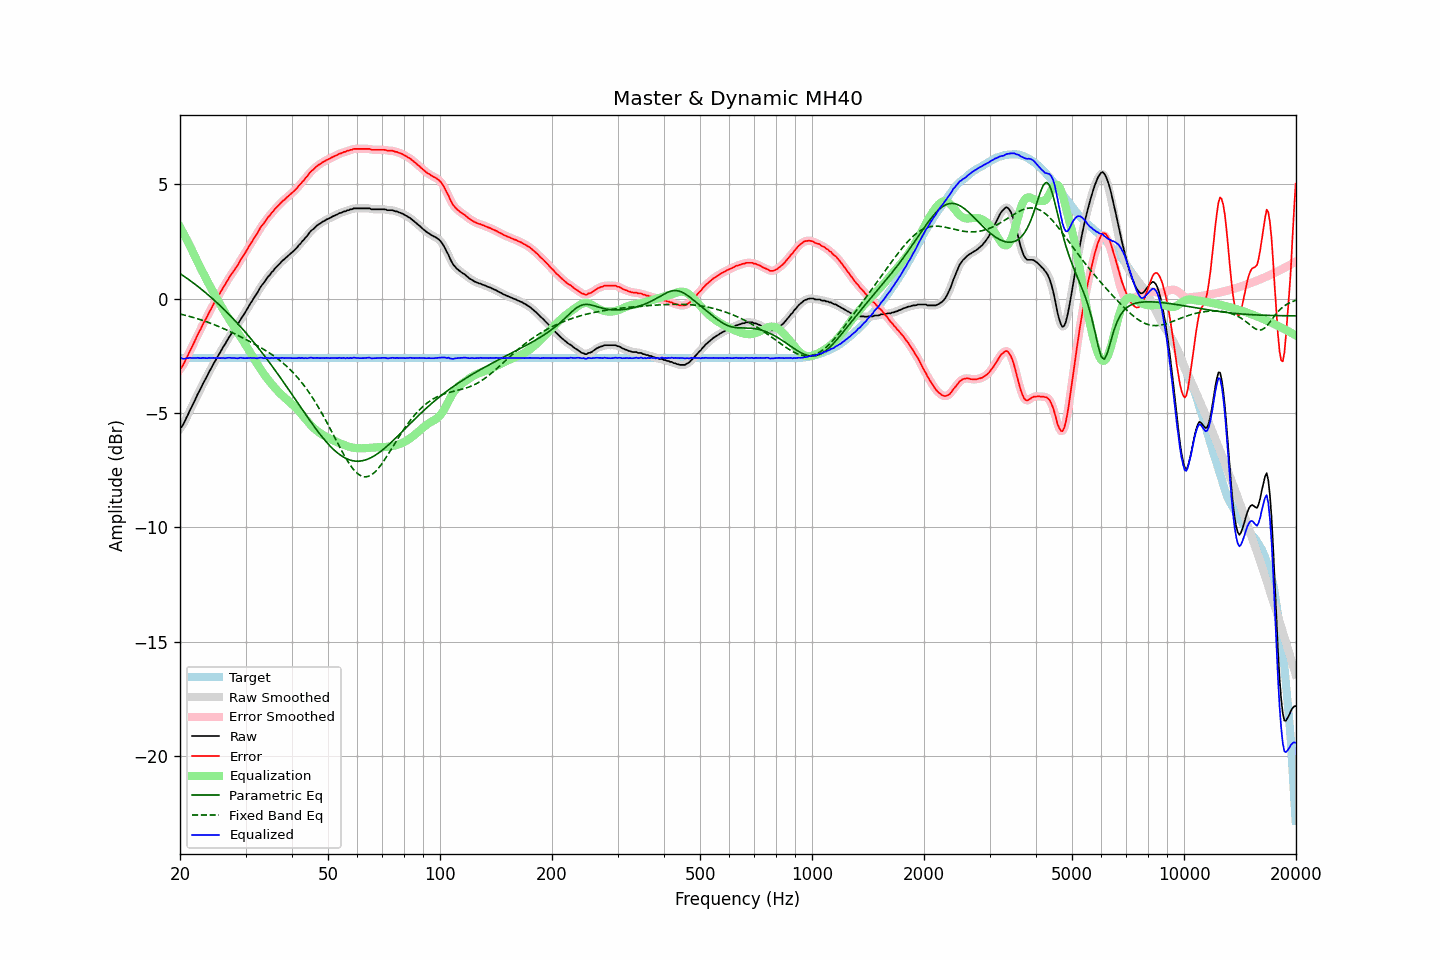 Master & Dynamic MH40
Amplitude (dBr)
5
0
−5
−10
−15
−20
Target
Raw Smoothed
Error Smoothed
Raw
Error
Equalization
Parametric Eq
Fixed Band Eq
Equalized
20 50 100 200 500 1000 2000 5000 10000 20000
Frequency (Hz)